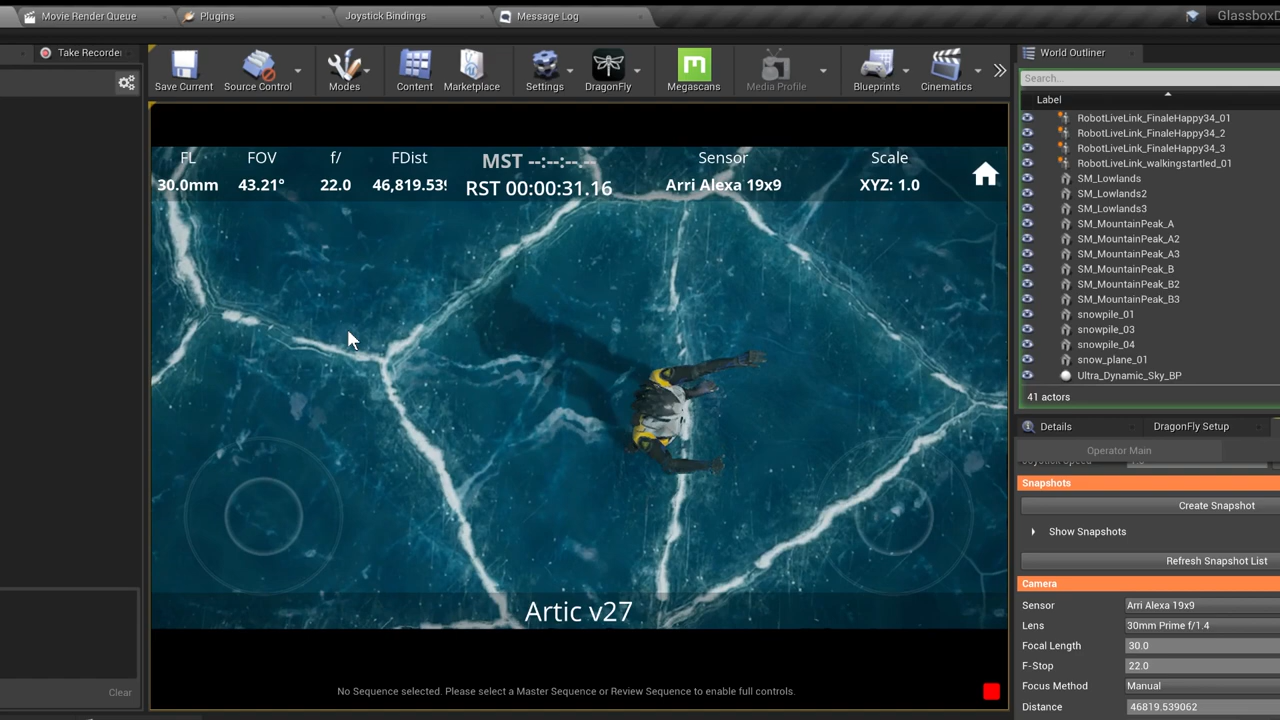 Movie Render Queue
Plugins
Joystick Bindings
Message Log
Take Recorder
Save Current
Source Control
Modes
Content
Marketplace
Settings
DragonFly
Megascans
Media Profile
Blueprints
Cinematics
World Outliner
Search...
Label
RobotLiveLink_FinaleHappy34_01
RobotLiveLink_FinaleHappy34_2
RobotLiveLink_FinaleHappy34_3
RobotLiveLink_walkingstartled_01
SM_Lowlands
SM_Lowlands2
SM_Lowlands3
SM_MountainPeak_A
SM_MountainPeak_A2
SM_MountainPeak_A3
SM_MountainPeak_B
SM_MountainPeak_B2
SM_MountainPeak_B3
snowpile_01
snowpile_03
snowpile_04
snow_plane_01
Ultra_Dynamic_Sky_BP
41 actors
FL FOV f/ FDist MST --:--:--.-- Sensor Scale
30.0mm 43.21° 22.0 46,819.539 RST 00:00:31.16 Arri Alexa 19x9 XYZ: 1.0
Artic v27
No Sequence selected. Please select a Master Sequence or Review Sequence to enable full controls.
Clear
Details
DragonFly Setup
Operator Main
Snapshots
Create Snapshot
Show Snapshots
Refresh Snapshot List
Camera
Sensor Arri Alexa 19x9
Lens 30mm Prime f/1.4
Focal Length 30.0
F-Stop 22.0
Focus Method Manual
Distance 46819.539062